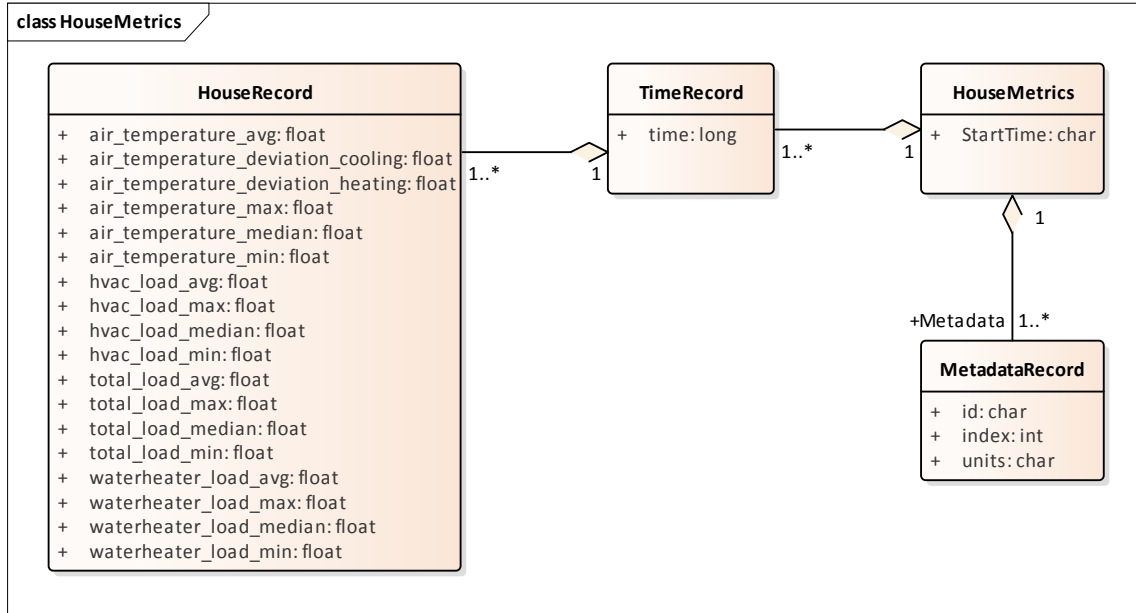 class HouseMetrics
HouseRecord
+ air_temperature_avg: float
+ air_temperature_deviation_cooling: float
+ air_temperature_deviation_heating: float
+ air_temperature_max: float
+ air_temperature_median: float
+ air_temperature_min: float
+ hvac_load_avg: float
+ hvac_load_max: float
+ hvac_load_median: float
+ hvac_load_min: float
+ total_load_avg: float
+ total_load_max: float
+ total_load_median: float
+ total_load_min: float
+ waterheater_load_avg: float
+ waterheater_load_max: float
+ waterheater_load_median: float
+ waterheater_load_min: float
1..*
1
TimeRecord
+ time: long
1..*
1
HouseMetrics
+ StartTime: char
1
+Metadata 1..*
MetadataRecord
+ id: char
+ index: int
+ units: char